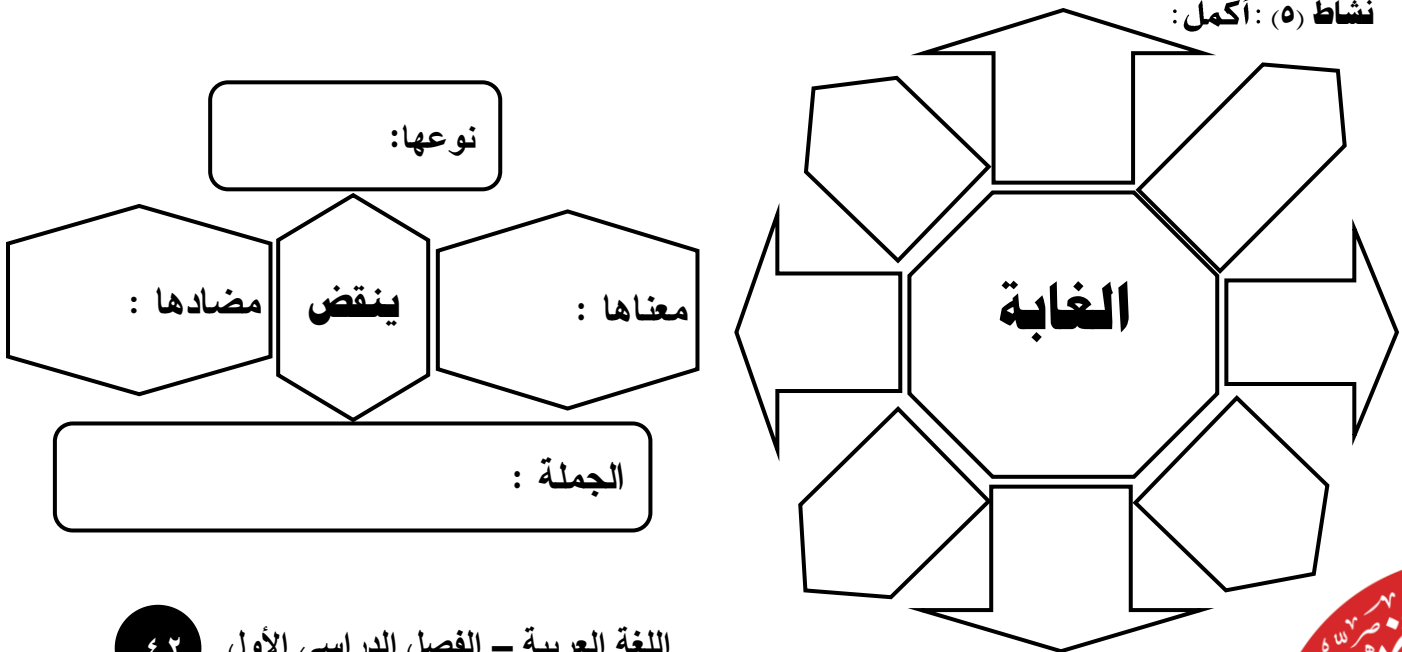 نشاط (٥) : أكمل :
الغابة
نوعها:
معناها :
ينقض
مضادها :
الجملة :
اللغة العربية – الفصل الدراسي الأول
٤٢